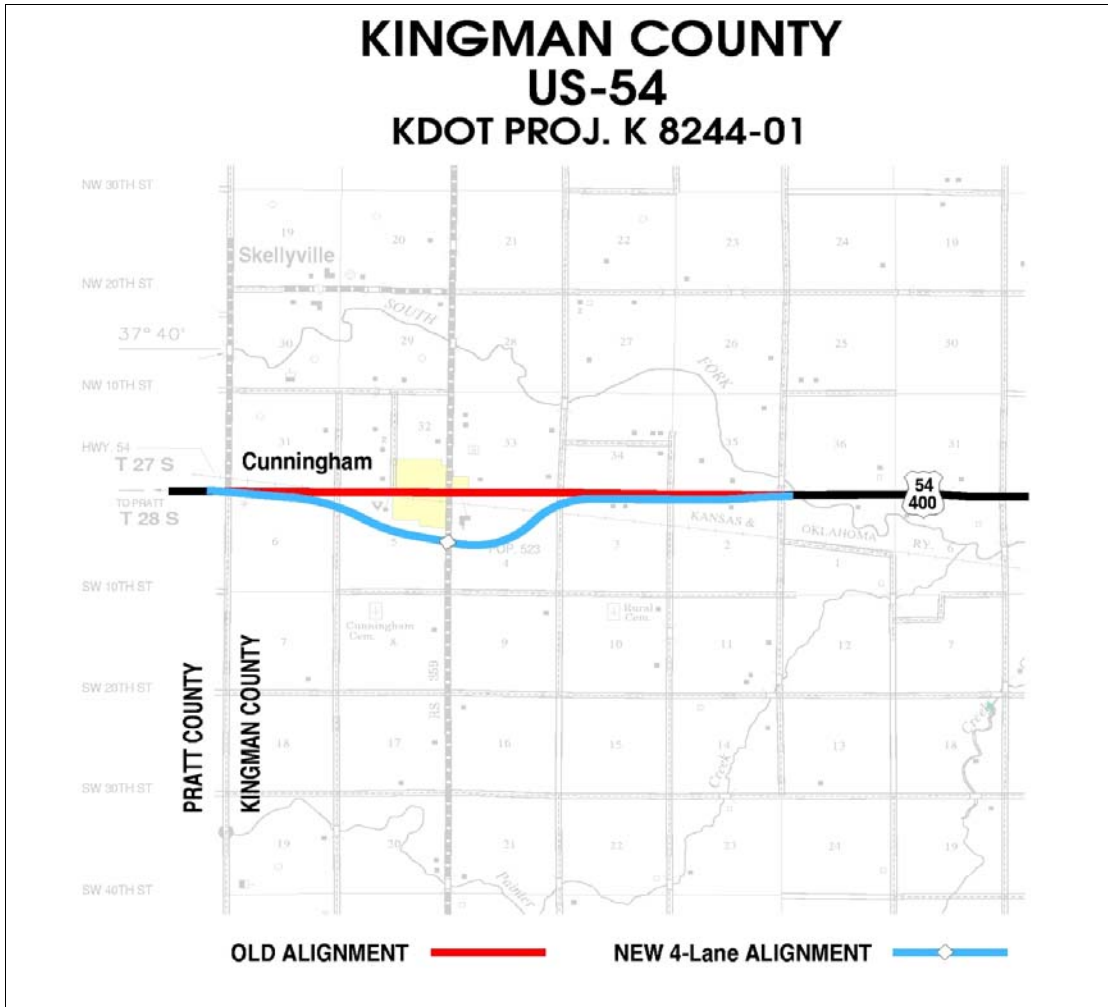 KINGMAN COUNTY
US-54
KDOT PROJ. K 8244-01
NW 30TH ST
19
20
21
22
23
24
19
Skellyville
NW 20TH ST
SOUTH
37° 40'
30
29
28
27
26
25
30
FORK
NW 10TH ST
31
32
33
34
35
36
31
HWY. 54
T 27 S
Cunningham
54
400
TO PRATT
T 28 S
KANSAS &
OKLAHOMA
RY.
6
5
4
3
2
1
6
POP. 523
SW 10TH ST
Cunningham
Cem.
Rural
Cem.
7
8
9
10
11
12
7
RS 359
PRATT COUNTY
KINGMAN COUNTY
SW 20TH ST
Creek
18
17
16
15
14
13
18
Creek
SW 30TH ST
19
20
21
22
23
24
19
Painter
SW 40TH ST
OLD ALIGNMENT
NEW 4-Lane ALIGNMENT